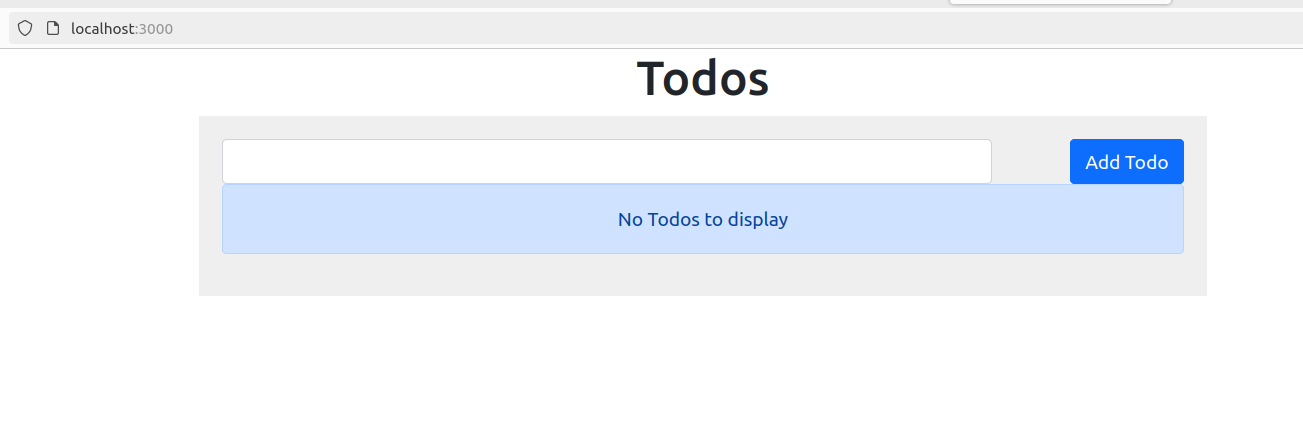 localhost:3000
Todos
Add Todo
No Todos to display